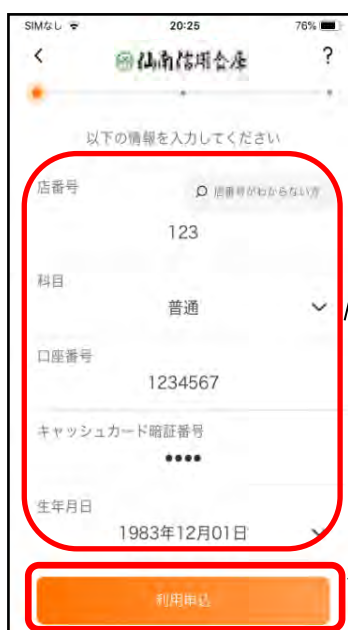 SIMなし 20:25 76%
< 仙南信用金庫 ?
以下の情報を入力してください
店番号 店番号がわからない方
123
科目
普通
口座番号
1234567
キャッシュカード暗証番号
••••
生年月日
1983年12月01日
利用申込